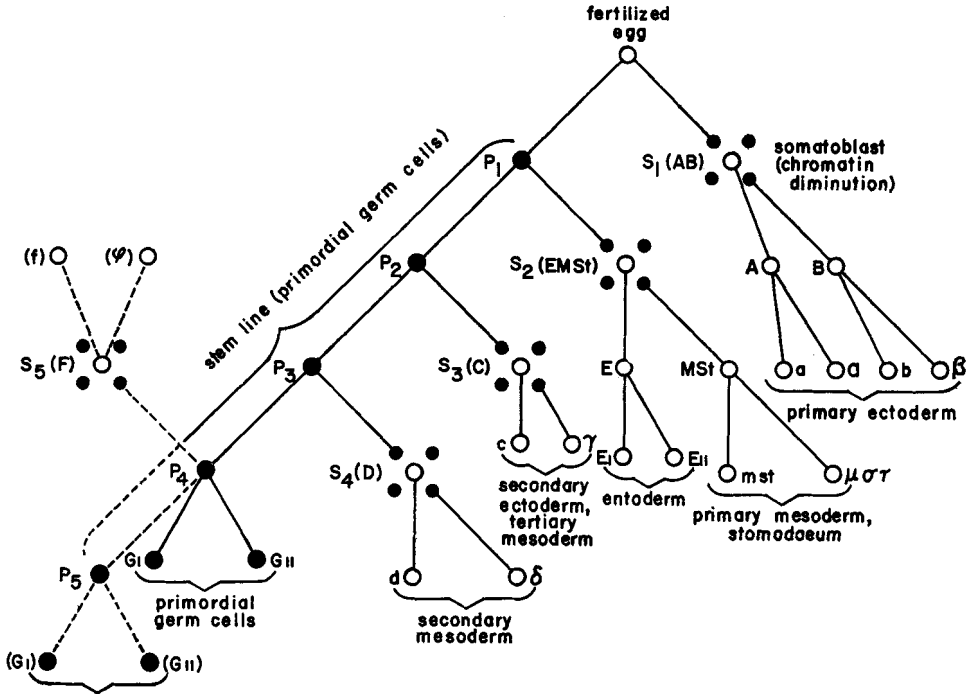 fertilized
egg
P1
S1 (AB)
somatoblast
(chromatin
diminution)
stem line (primordial germ cells)
(f)
(φ)
P2
S2 (EMSt)
A
B
S5 (F)
P3
S3 (C)
E
MSt
a
α
b
β
primary ectoderm
P4
S4 (D)
c
γ
EI
EII
mst
μστ
secondary
ectoderm,
tertiary
mesoderm
entoderm
primary mesoderm,
stomadaeum
P5
GI
GII
d
δ
primordial
germ cells
secondary
mesoderm
(GI)
(GII)